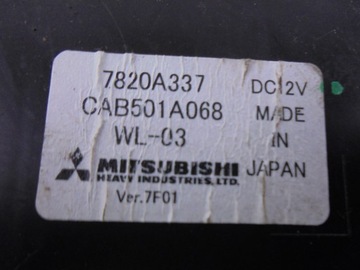 7820A337 DC12V
CAB501A068 MADE
WL-03 IN
MITSUBISHI JAPAN
HEAVY INDUSTRIES, LTD.
Ver.7F01